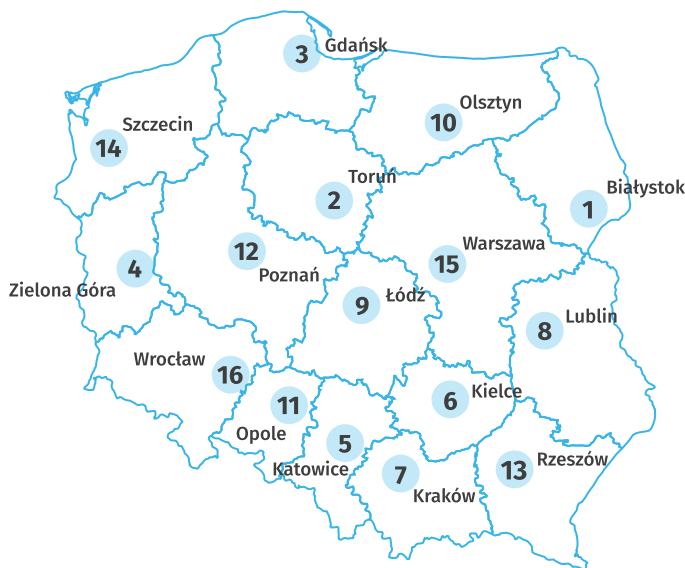 3
Gdańsk
10
Olsztyn
14
Szczecin
2
Toruń
1
Białystok
12
Poznań
15
Warszawa
4
Zielona Góra
9
Łódź
8
Lublin
16
Wrocław
11
Opole
6
Kielce
5
Katowice
7
Kraków
13
Rzeszów